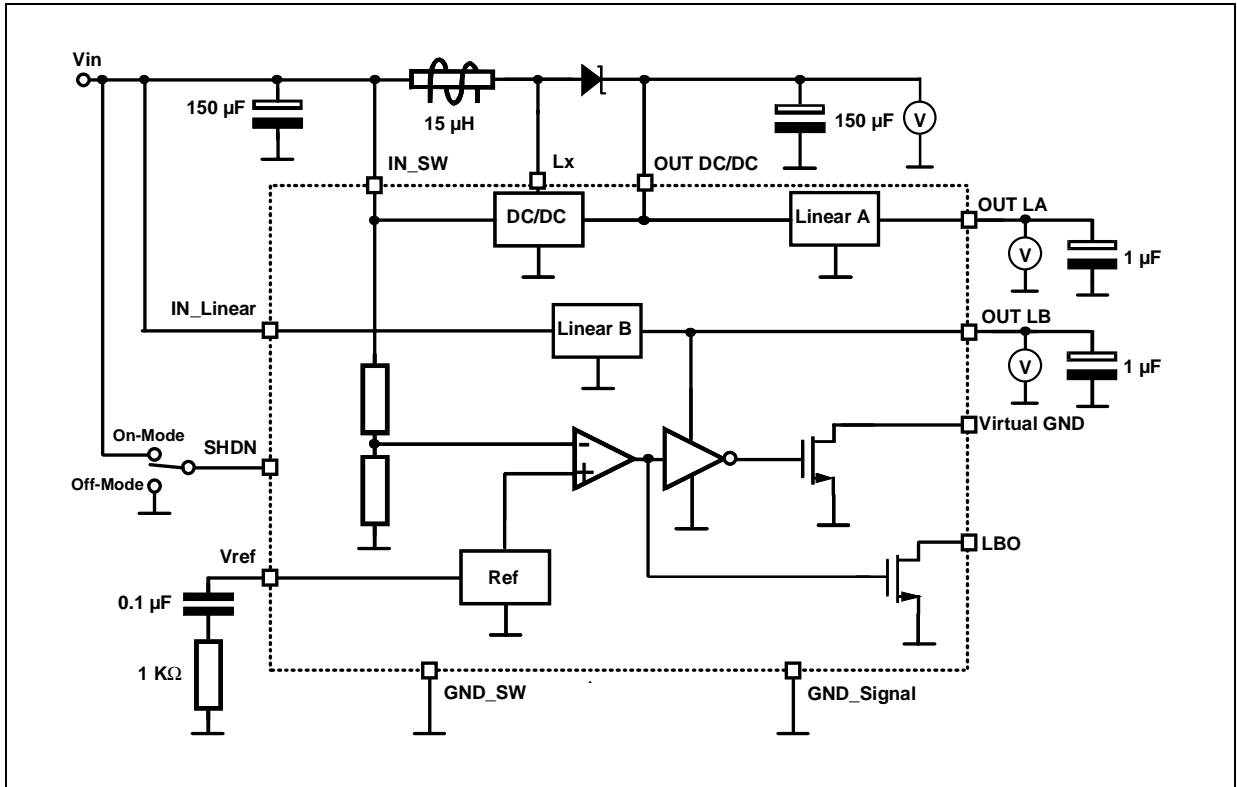 Vin
150 µF
15 µH
150 µF
V
IN_SW
Lx
OUT DC/DC
DC/DC
Linear A
OUT LA
V
1 µF
IN_Linear
Linear B
OUT LB
V
1 µF
On-Mode
SHDN
Off-Mode
-
+
Virtual GND
Vref
Ref
LBO
0.1 µF
1 KΩ
GND_SW
GND_Signal